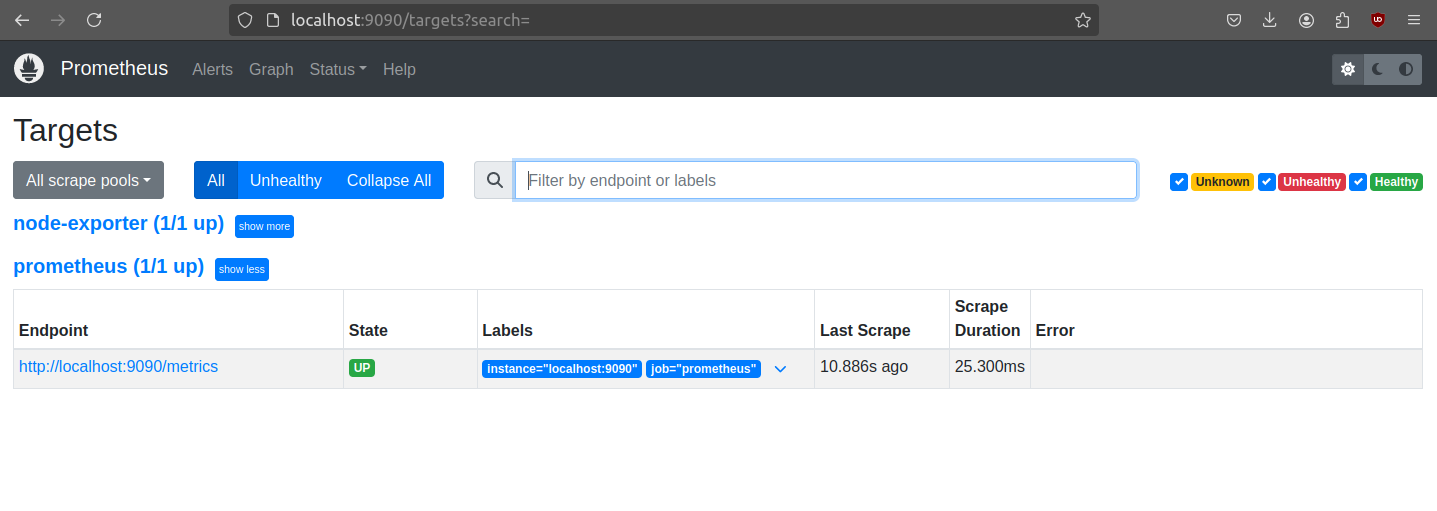 localhost:9090/targets?search=
Prometheus Alerts Graph Status Help
Targets
All scrape pools All Unhealthy Collapse All Filter by endpoint or labels Unknown Unhealthy Healthy
node-exporter (1/1 up) show more
prometheus (1/1 up) show less
Endpoint State Labels Last Scrape Scrape Duration Error
http://localhost:9090/metrics UP instance="localhost:9090" job="prometheus" 10.886s ago 25.300ms